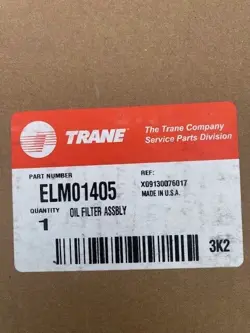 TRANE
The Trane Company
Service Parts Division
PART NUMBER
REF:
ELM01405
X09130076017
MADE IN U.S.A.
QUANTITY
OIL FILTER ASSBLY
1
3K2